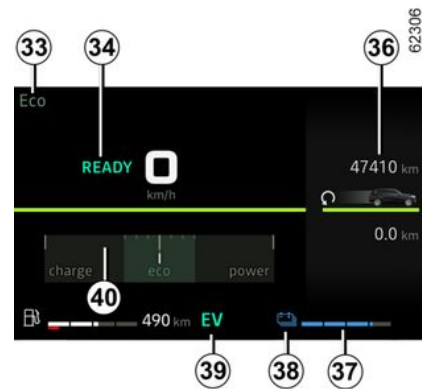 62306
33
34
36
Eco
READY 0
km/h
47410 km
0.0 km
charge eco power
40
490 km EV
39
38
37